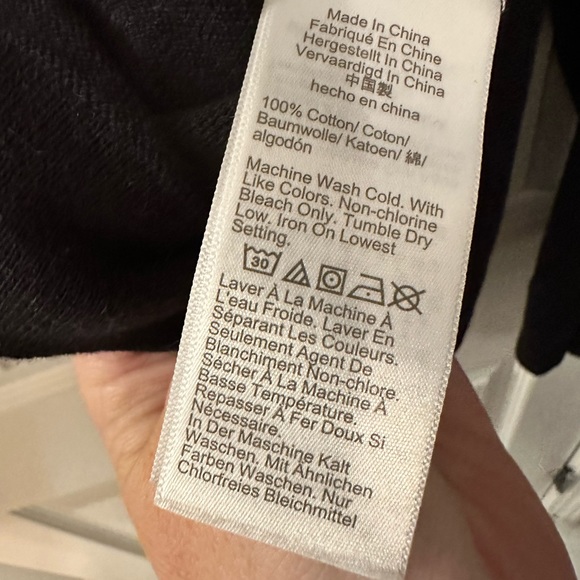 Made In China
Fabriqué En Chine
Hergestellt In China
Vervaardigd In China
中国製
hecho en china
100% Cotton/ Coton/
Baumwolle/ Katoen/ 綿/
algodón
Machine Wash Cold. With
Like Colors. Non-chlorine
Bleach Only. Tumble Dry
Low. Iron On Lowest
Setting.
30
Laver À La Machine À
L'eau Froide. Laver En
Séparant Les Couleurs.
Seulement Agent De
Blanchiment Non-chlore.
Sécher À La Machine À
Basse Température.
Repasser À Fer Doux Si
Nécessaire.
In Der Maschine Kalt
Waschen. Mit Ähnlichen
Farben Waschen. Nur
Chlorfreies Bleichmittel